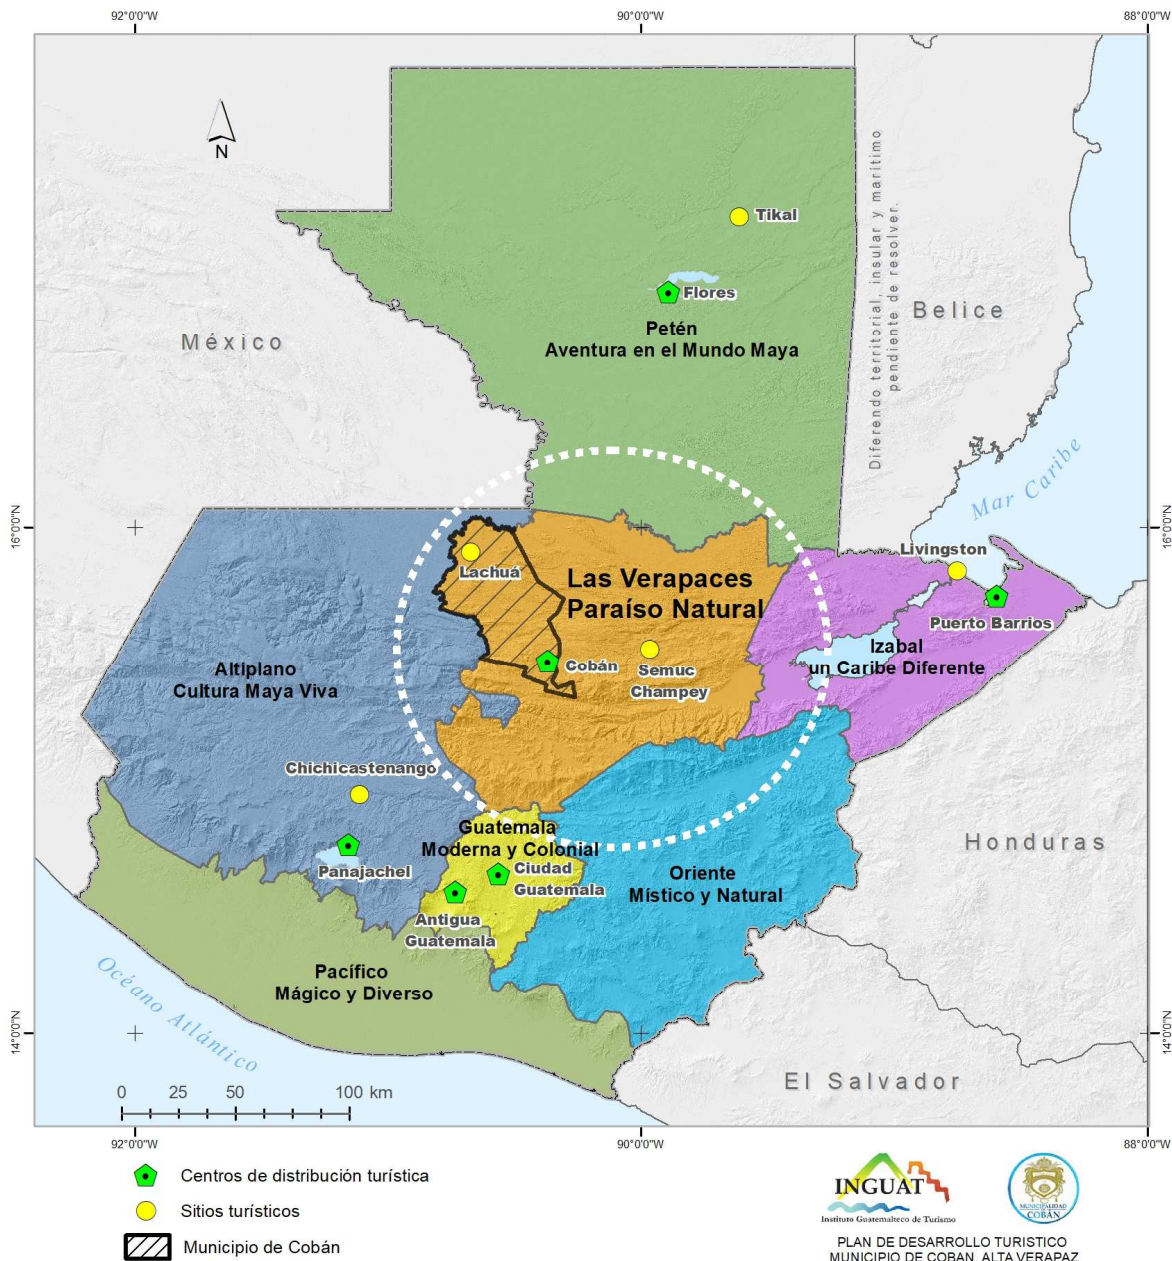 92°0'0"W
90°0'0"W
88°0'0"W
N
Tikal
Flores
Petén
Aventura en el Mundo Maya
México
Belice
Diferendo territorial, insular y marítimo
pendiente de resolver.
Mar Caribe
16°0'0"N
16°0'0"N
Livingston
Lachuá
Las Verapaces
Paraíso Natural
Puerto Barrios
Izabal
un Caribe Diferente
Cobán
Semuc
Champey
Altiplano
Cultura Maya Viva
Chichicastenango
Guatemala
Moderna y Colonial
Honduras
Panajachel
Ciudad
Guatemala
Oriente
Místico y Natural
Antigua
Guatemala
Pacífico
Mágico y Diverso
Océano Atlántico
14°0'0"N
14°0'0"N
El Salvador
0 25 50 100 km
92°0'0"W
90°0'0"W
88°0'0"W
Centros de distribución turística
Sitios turísticos
Municipio de Cobán
INGUAT
Instituto Guatemalteco de Turismo
MUNICIPALIDAD
COBÁN
PLAN DE DESARROLLO TURISTICO
MUNICIPIO DE COBAN, ALTA VERAPAZ